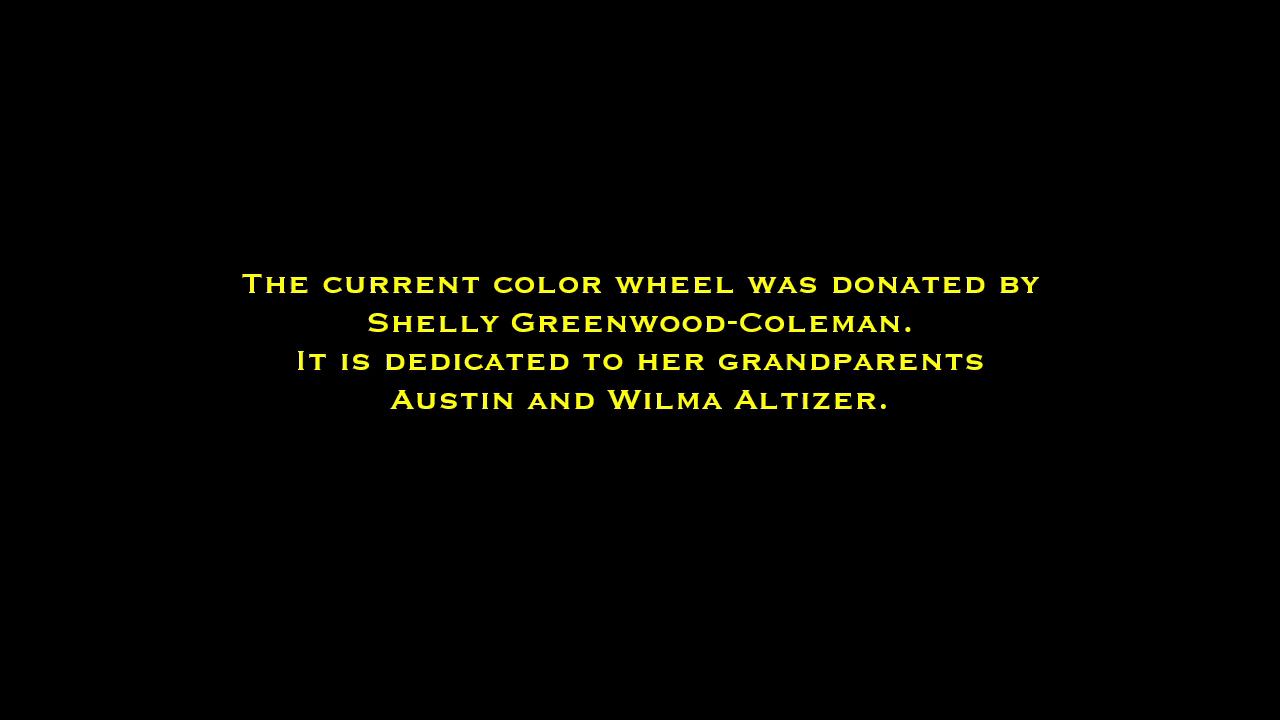 The current color wheel was donated by
Shelly Greenwood-Coleman.
It is dedicated to her grandparents
Austin and Wilma Altizer.